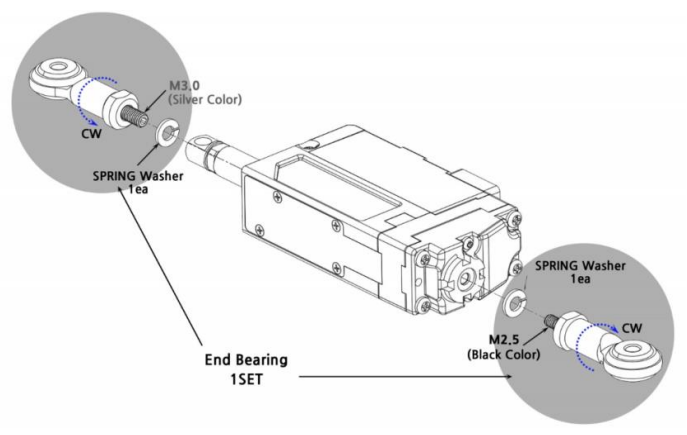 M3.0
(Silver Color)
CW
SPRING Washer
1ea
SPRING Washer
1ea
CW
M2.5
(Black Color)
End Bearing
1SET